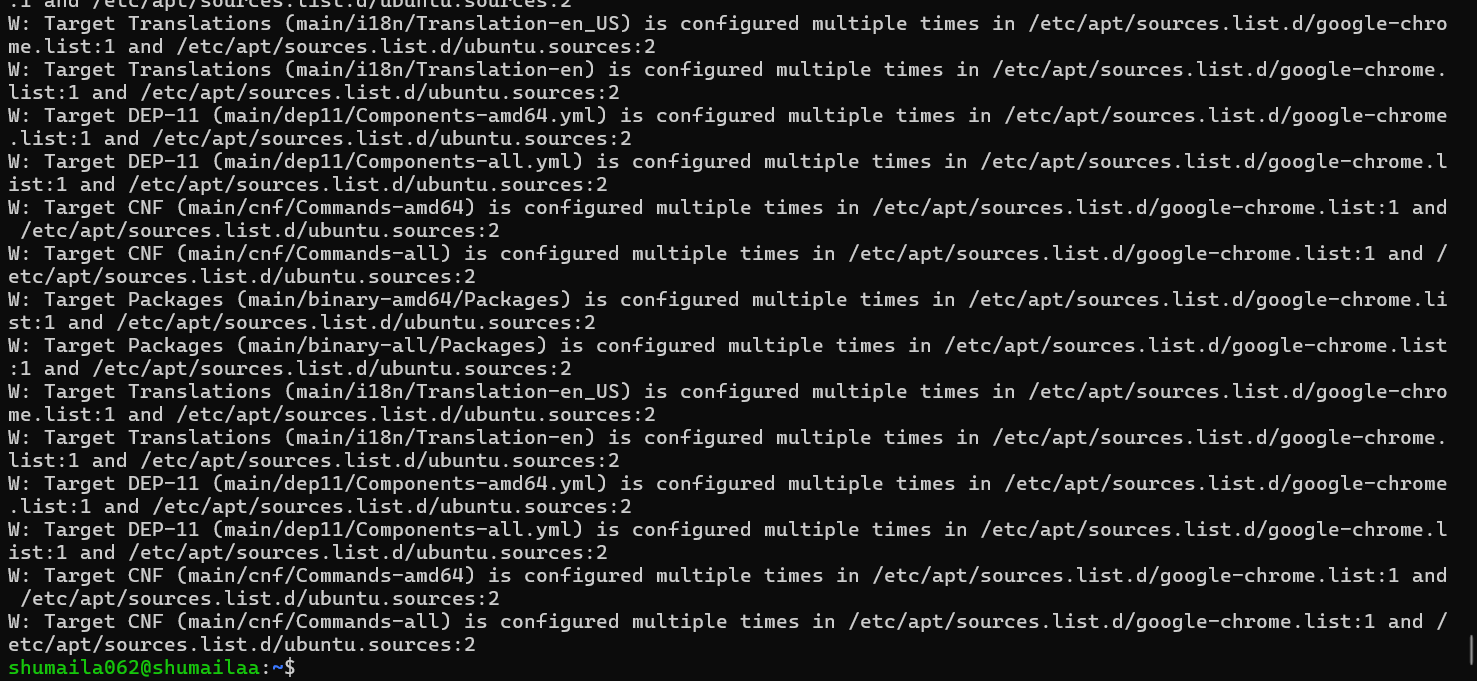 .1 and /etc/apt/sources.list.d/ubuntu.sources:2
W: Target Translations (main/i18n/Translation-en_US) is configured multiple times in /etc/apt/sources.list.d/google-chro
me.list:1 and /etc/apt/sources.list.d/ubuntu.sources:2
W: Target Translations (main/i18n/Translation-en) is configured multiple times in /etc/apt/sources.list.d/google-chrome.
list:1 and /etc/apt/sources.list.d/ubuntu.sources:2
W: Target DEP-11 (main/dep11/Components-amd64.yml) is configured multiple times in /etc/apt/sources.list.d/google-chrome
.list:1 and /etc/apt/sources.list.d/ubuntu.sources:2
W: Target DEP-11 (main/dep11/Components-all.yml) is configured multiple times in /etc/apt/sources.list.d/google-chrome.l
ist:1 and /etc/apt/sources.list.d/ubuntu.sources:2
W: Target CNF (main/cnf/Commands-amd64) is configured multiple times in /etc/apt/sources.list.d/google-chrome.list:1 and
 /etc/apt/sources.list.d/ubuntu.sources:2
W: Target CNF (main/cnf/Commands-all) is configured multiple times in /etc/apt/sources.list.d/google-chrome.list:1 and /
etc/apt/sources.list.d/ubuntu.sources:2
W: Target Packages (main/binary-amd64/Packages) is configured multiple times in /etc/apt/sources.list.d/google-chrome.li
st:1 and /etc/apt/sources.list.d/ubuntu.sources:2
W: Target Packages (main/binary-all/Packages) is configured multiple times in /etc/apt/sources.list.d/google-chrome.list
:1 and /etc/apt/sources.list.d/ubuntu.sources:2
W: Target Translations (main/i18n/Translation-en_US) is configured multiple times in /etc/apt/sources.list.d/google-chro
me.list:1 and /etc/apt/sources.list.d/ubuntu.sources:2
W: Target Translations (main/i18n/Translation-en) is configured multiple times in /etc/apt/sources.list.d/google-chrome.
list:1 and /etc/apt/sources.list.d/ubuntu.sources:2
W: Target DEP-11 (main/dep11/Components-amd64.yml) is configured multiple times in /etc/apt/sources.list.d/google-chrome
.list:1 and /etc/apt/sources.list.d/ubuntu.sources:2
W: Target DEP-11 (main/dep11/Components-all.yml) is configured multiple times in /etc/apt/sources.list.d/google-chrome.l
ist:1 and /etc/apt/sources.list.d/ubuntu.sources:2
W: Target CNF (main/cnf/Commands-amd64) is configured multiple times in /etc/apt/sources.list.d/google-chrome.list:1 and
 /etc/apt/sources.list.d/ubuntu.sources:2
W: Target CNF (main/cnf/Commands-all) is configured multiple times in /etc/apt/sources.list.d/google-chrome.list:1 and /
etc/apt/sources.list.d/ubuntu.sources:2
shumaila062@shumailaa:~$